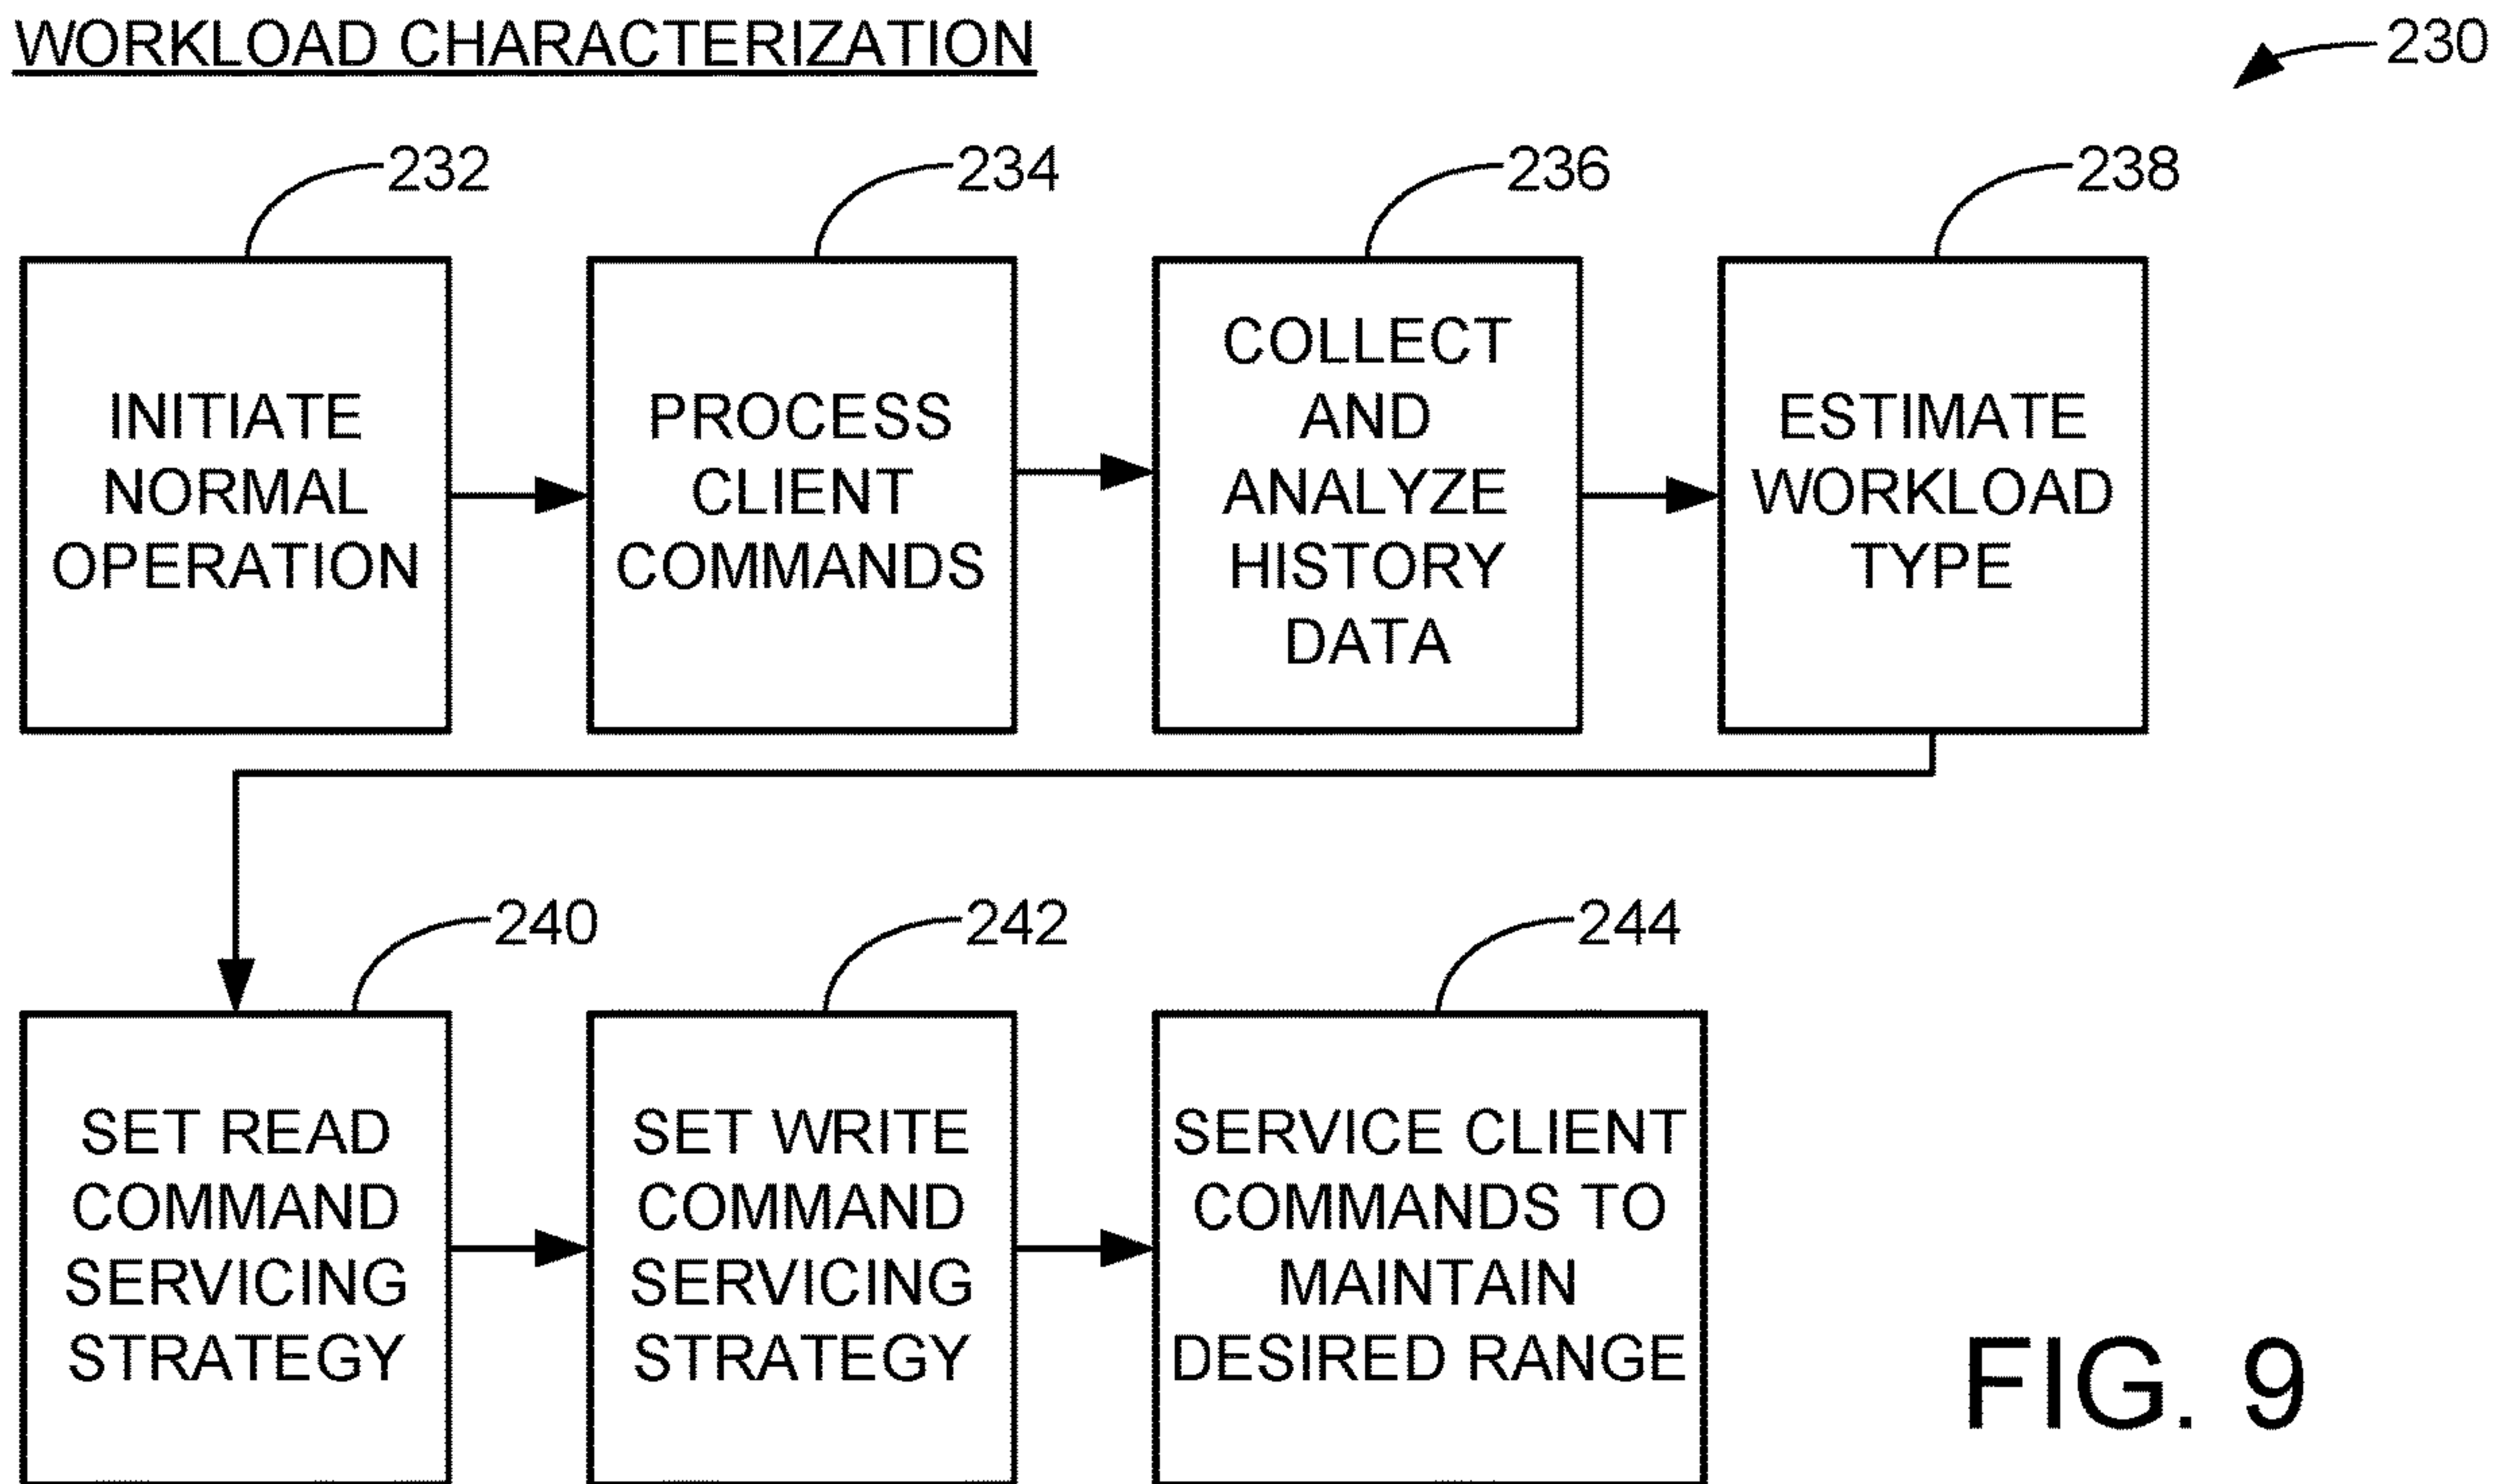 WORKLOAD CHARACTERIZATION
230
232
234
236
238
INITIATE
NORMAL
OPERATION
PROCESS
CLIENT
COMMANDS
COLLECT
AND
ANALYZE
HISTORY
DATA
ESTIMATE
WORKLOAD
TYPE
240
242
244
SET READ
COMMAND
SERVICING
STRATEGY
SET WRITE
COMMAND
SERVICING
STRATEGY
SERVICE CLIENT
COMMANDS TO
MAINTAIN
DESIRED RANGE
FIG. 9